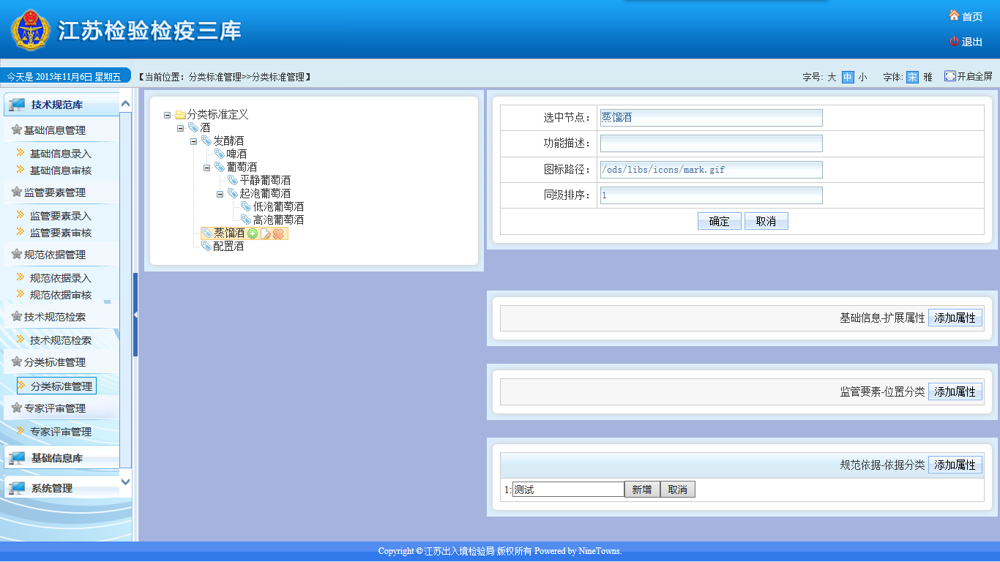 江苏检验检疫三库
首页
退出
今天是 2015年11月6日 星期五
【当前位置：分类标准管理>>分类标准管理】
字号: 大 中 小 字体: 宋 雅 开启全屏
技术规范库
基础信息管理
基础信息录入
基础信息审核
监管要素管理
监管要素录入
监管要素审核
规范依据管理
规范依据录入
规范依据审核
技术规范检索
技术规范检索
分类标准管理
分类标准管理
专家评审管理
专家评审管理
基础信息库
系统管理
分类标准定义
酒
发酵酒
啤酒
葡萄酒
平静葡萄酒
起泡葡萄酒
低泡葡萄酒
高泡葡萄酒
蒸馏酒
配置酒
选中节点: 蒸馏酒
功能描述:
图标路径: /ods/libs/icons/mark.gif
同级排序: 1
确定 取消
基础信息-扩展属性 添加属性
监管要素-位置分类 添加属性
规范依据-依据分类 添加属性
1:测试 新增 取消
Copyright © 江苏出入境检验局 版权所有 Powered by NineTowns.